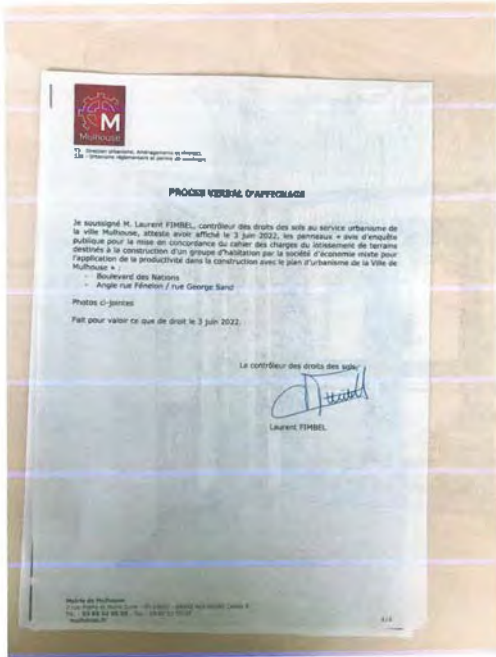 M
Mulhouse
PROCES VERBAL D'AFFICHAGE
Je soussigné M. Laurent FIMBEL, contrôleur des droits des sols au service urbanisme de
la ville Mulhouse, atteste avoir affiché le 3 juin 2022, les panneaux « avis d'enquête
publique pour la mise en concordance du cahier des charges du lotissement de terrains
destinés à la construction d'un groupe d'habitation par la société d'économie mixte pour
l'application de la productivité dans la construction avec le plan d'urbanisme de la Ville de
Mulhouse » :
- Boulevard des Nations
- Angle rue Fénelon / rue George Sand
Photos ci-jointes
Fait pour valoir ce que de droit le 3 juin 2022.
Le contrôleur des droits des sols
Laurent FIMBEL
Mairie de Mulhouse
mulhouse.fr